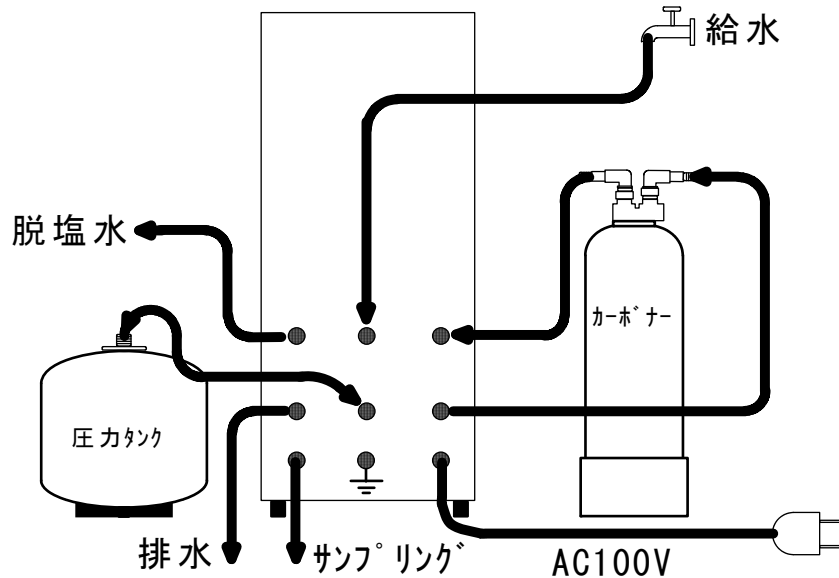 給水
脱塩水
カーボナー
圧力タンク
排水
サンプリング
AC100V